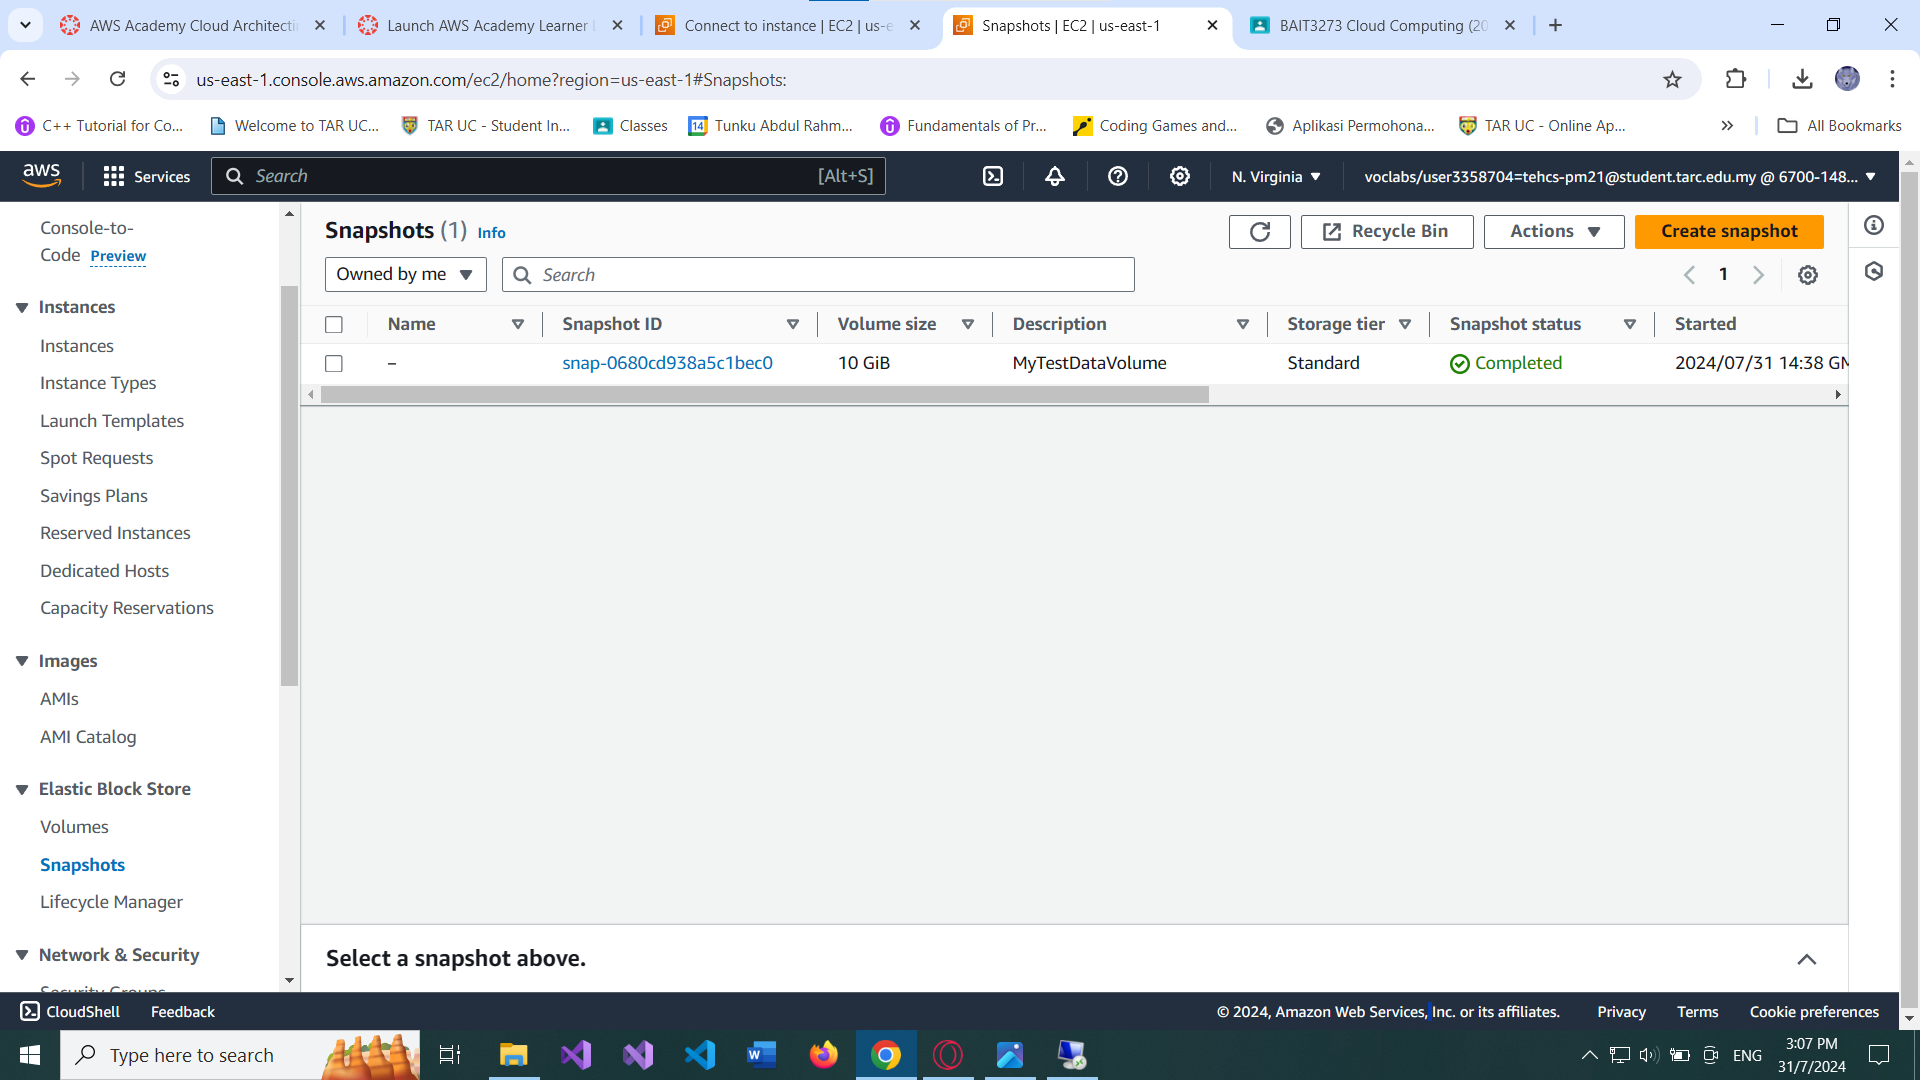 AWS Academy Cloud Architectin
Launch AWS Academy Learner L
Connect to instance | EC2 | us-e
Snapshots | EC2 | us-east-1
BAIT3273 Cloud Computing (20
us-east-1.console.aws.amazon.com/ec2/home?region=us-east-1#Snapshots:
C++ Tutorial for Co...
Welcome to TAR UC...
TAR UC - Student In...
Classes
14
Tunku Abdul Rahm...
Fundamentals of Pr...
Coding Games and...
Aplikasi Permohona...
TAR UC - Online Ap...
All Bookmarks
aws
Services
Search
[Alt+S]
N. Virginia
voclabs/user3358704=tehcs-pm21@student.tarc.edu.my @ 6700-148...
Console-to-
Code Preview
Instances
Instances
Instance Types
Launch Templates
Spot Requests
Savings Plans
Reserved Instances
Dedicated Hosts
Capacity Reservations
Images
AMIs
AMI Catalog
Elastic Block Store
Volumes
Snapshots
Lifecycle Manager
Network & Security
Security Groups
Snapshots (1) Info
Recycle Bin
Actions
Create snapshot
Owned by me
Search
1
Name
Snapshot ID
Volume size
Description
Storage tier
Snapshot status
Started
–
snap-0680cd938a5c1bec0
10 GiB
MyTestDataVolume
Standard
Completed
2024/07/31 14:38 GM
Select a snapshot above.
CloudShell
Feedback
© 2024, Amazon Web Services, Inc. or its affiliates.
Privacy
Terms
Cookie preferences
Type here to search
ENG
3:07 PM
31/7/2024